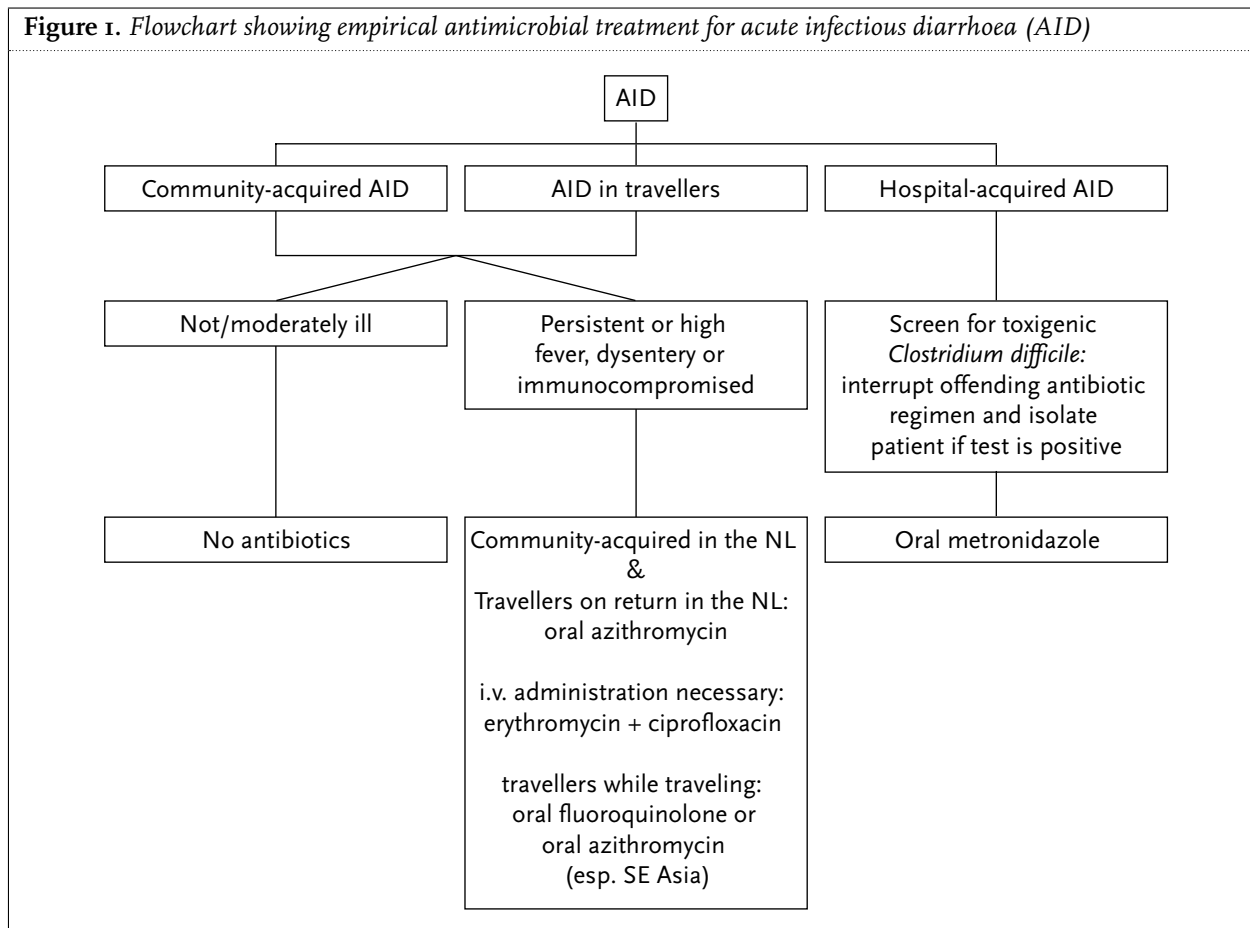 Figure 1. Flowchart showing empirical antimicrobial treatment for acute infectious diarrhoea (AID)
AID
Community-acquired AID
AID in travellers
Hospital-acquired AID
Not/moderately ill
Persistent or high
fever, dysentery or
immunocompromised
Screen for toxigenic
Clostridium difficile:
interrupt offending antibiotic
regimen and isolate
patient if test is positive
No antibiotics
Community-acquired in the NL
&
Travellers on return in the NL:
oral azithromycin
i.v. administration necessary:
erythromycin + ciprofloxacin
travellers while traveling:
oral fluoroquinolone or
oral azithromycin
(esp. SE Asia)
Oral metronidazole